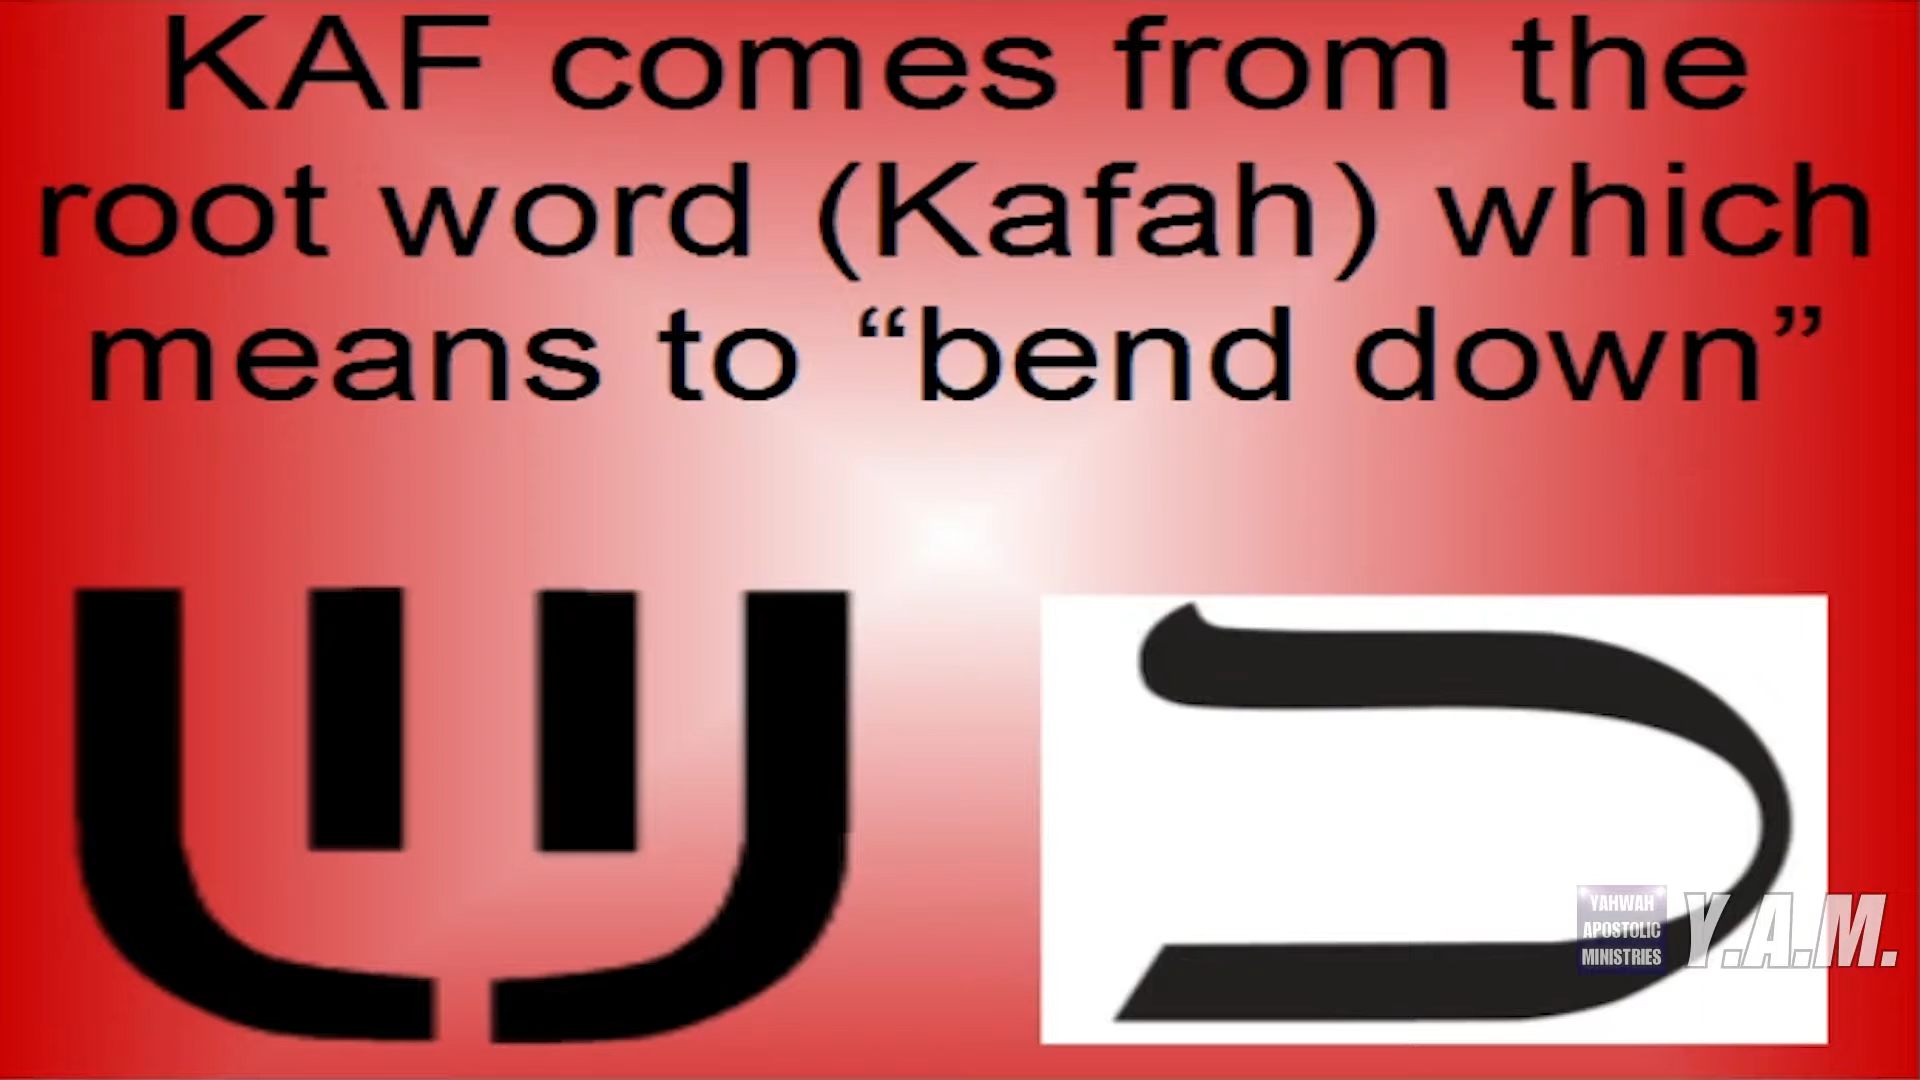 KAF comes from the
root word (Kafah) which
means to “bend down”
כ
YAHWAH
APOSTOLIC
MINISTRIES
Y.A.M.